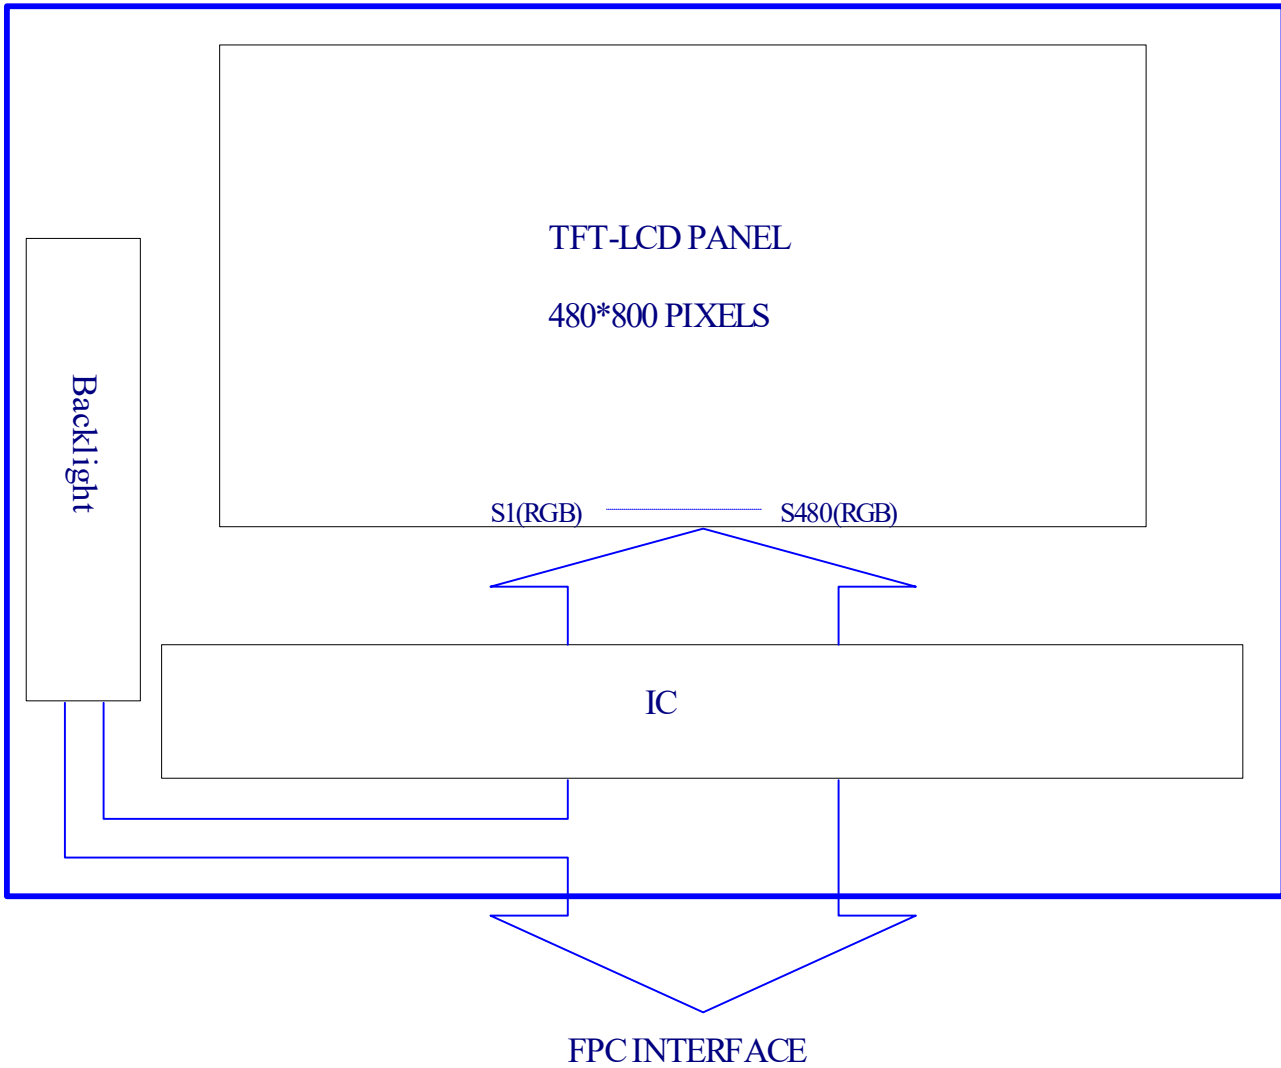 TFT-LCD PANEL
480*800 PIXELS
Backlight
S1(RGB) S480(RGB)
IC
FPC INTERFACE